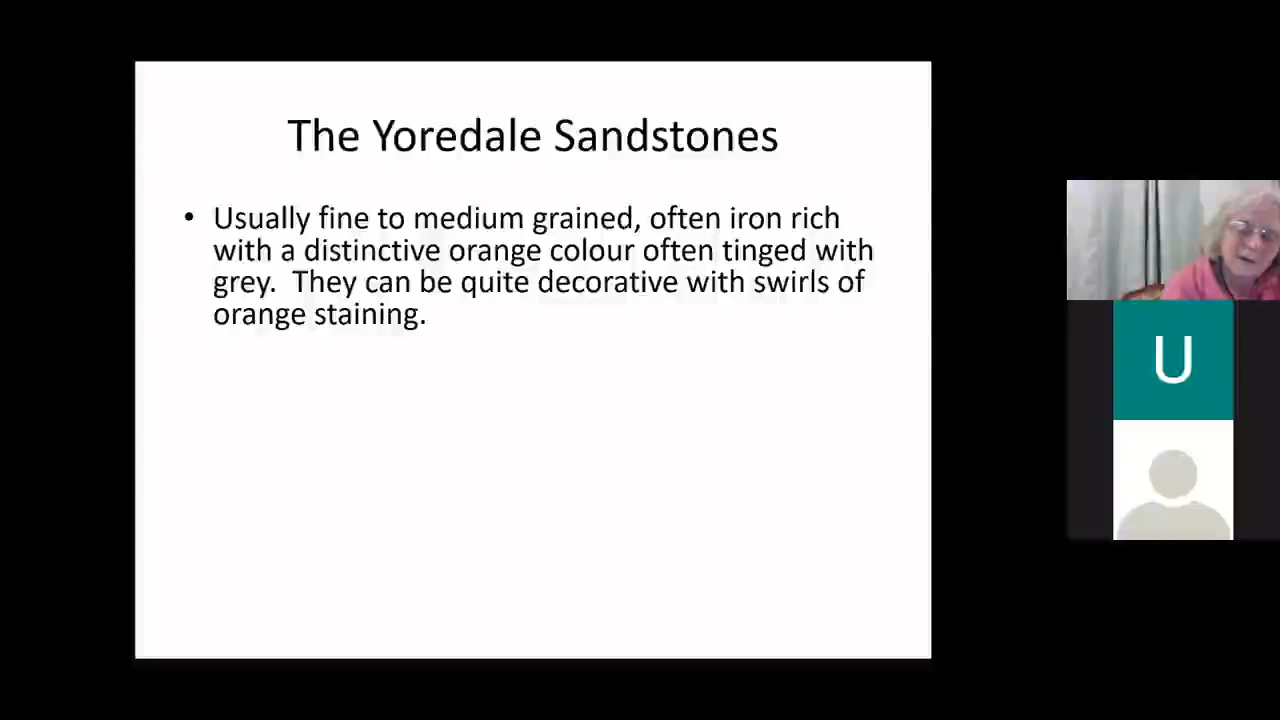 The Yoredale Sandstones
• Usually fine to medium grained, often iron rich
with a distinctive orange colour often tinged with
grey.  They can be quite decorative with swirls of
orange staining.
U